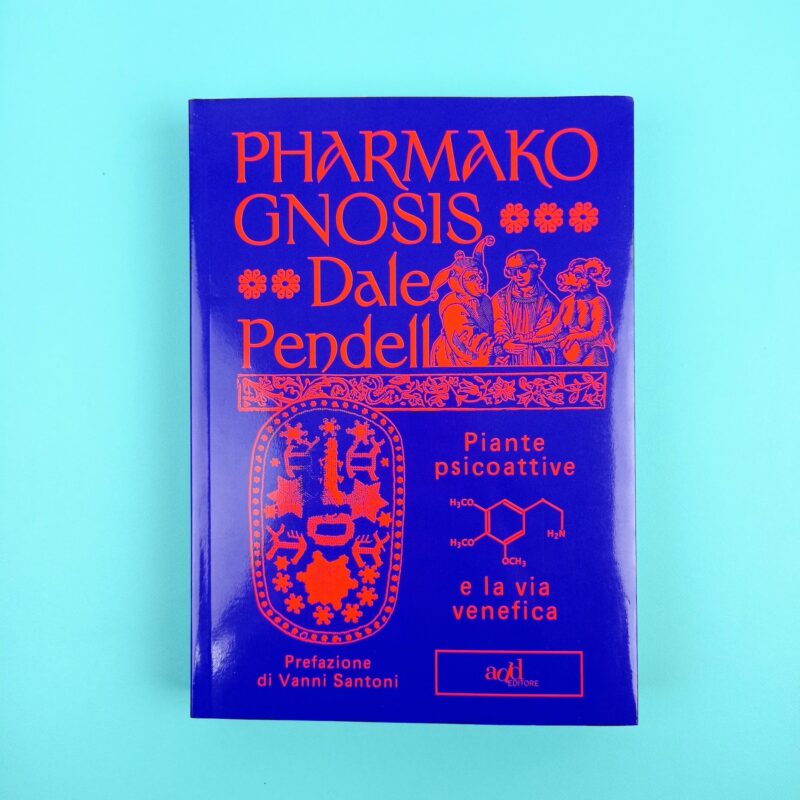 PHARMAKO
GNOSIS
Dale
Pendell
Piante
psicoattive
H₃CO
H₃CO
OCH₃
H₂N
e la via
venefica
Prefazione
di Vanni Santoni
add
EDITORE